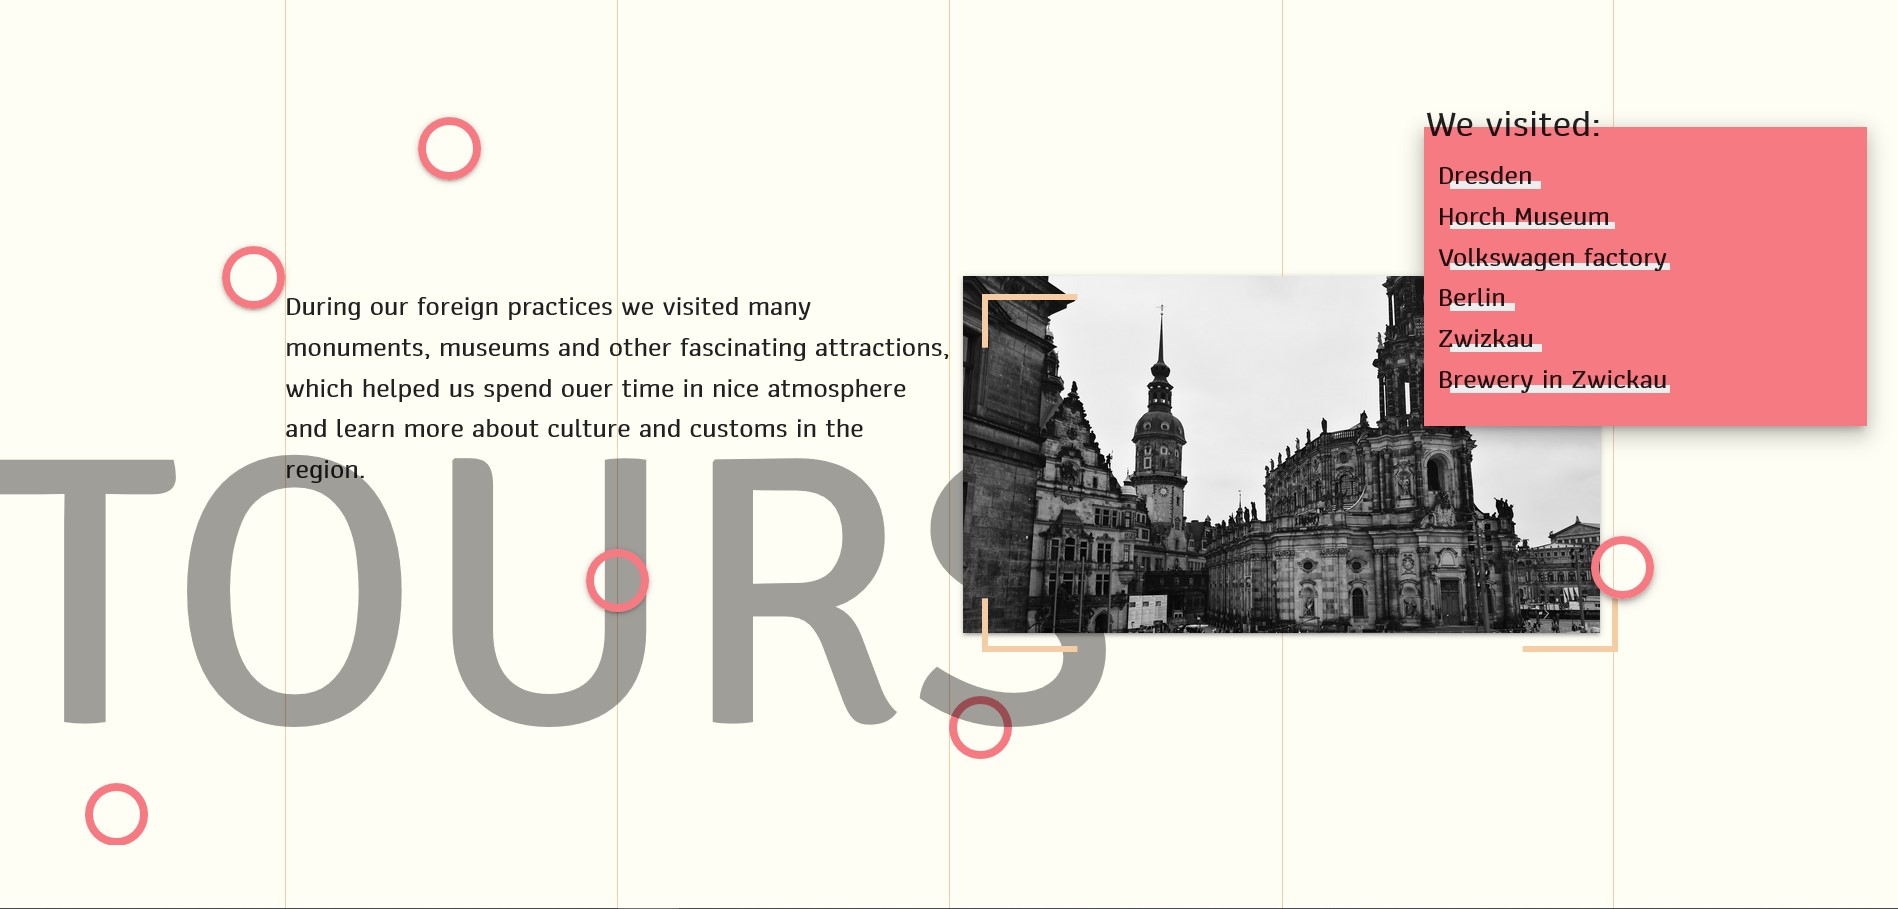 We visited:
Dresden
Horch Museum
Volkswagen factory
Berlin
Zwizkau
Brewery in Zwickau
During our foreign practices we visited many
monuments, museums and other fascinating attractions,
which helped us spend ouer time in nice atmosphere
and learn more about culture and customs in the
region.
TOURS